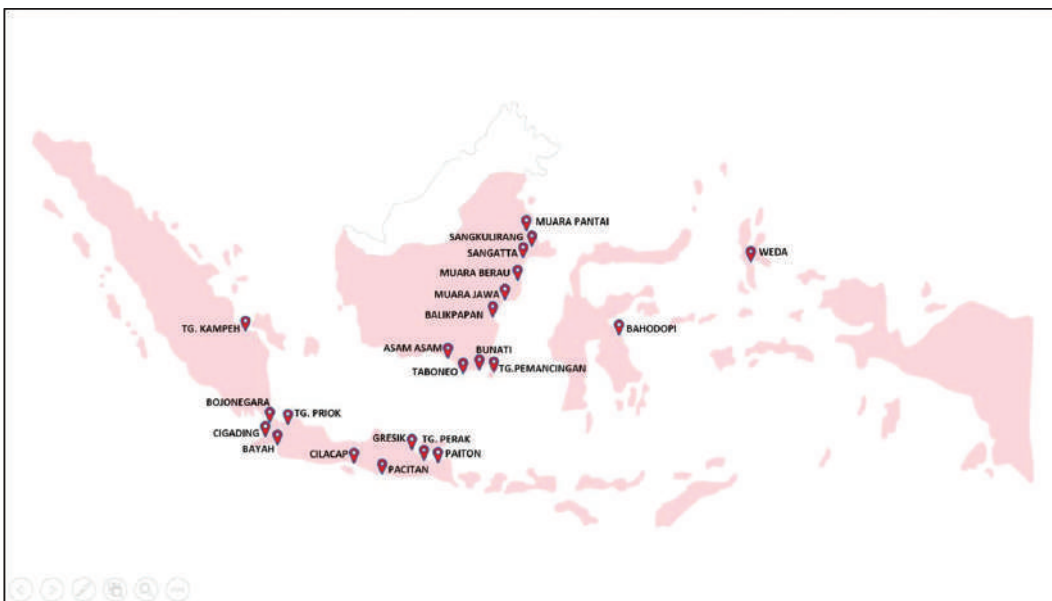 MUARA PANTAI
SANGKULIRANG
SANGATTA
WEDA
MUARA BERAU
MUARA JAWA
BALIKPAPAN
TG. KAMPEH
BAHODOPI
ASAM ASAM
BUNATI
TABONEO
TG.PEMANCINGAN
BOJONEGARA
TG. PRIOK
CIGADING
BAYAH
GRESIK
TG. PERAK
CILACAP
PAITON
PACITAN